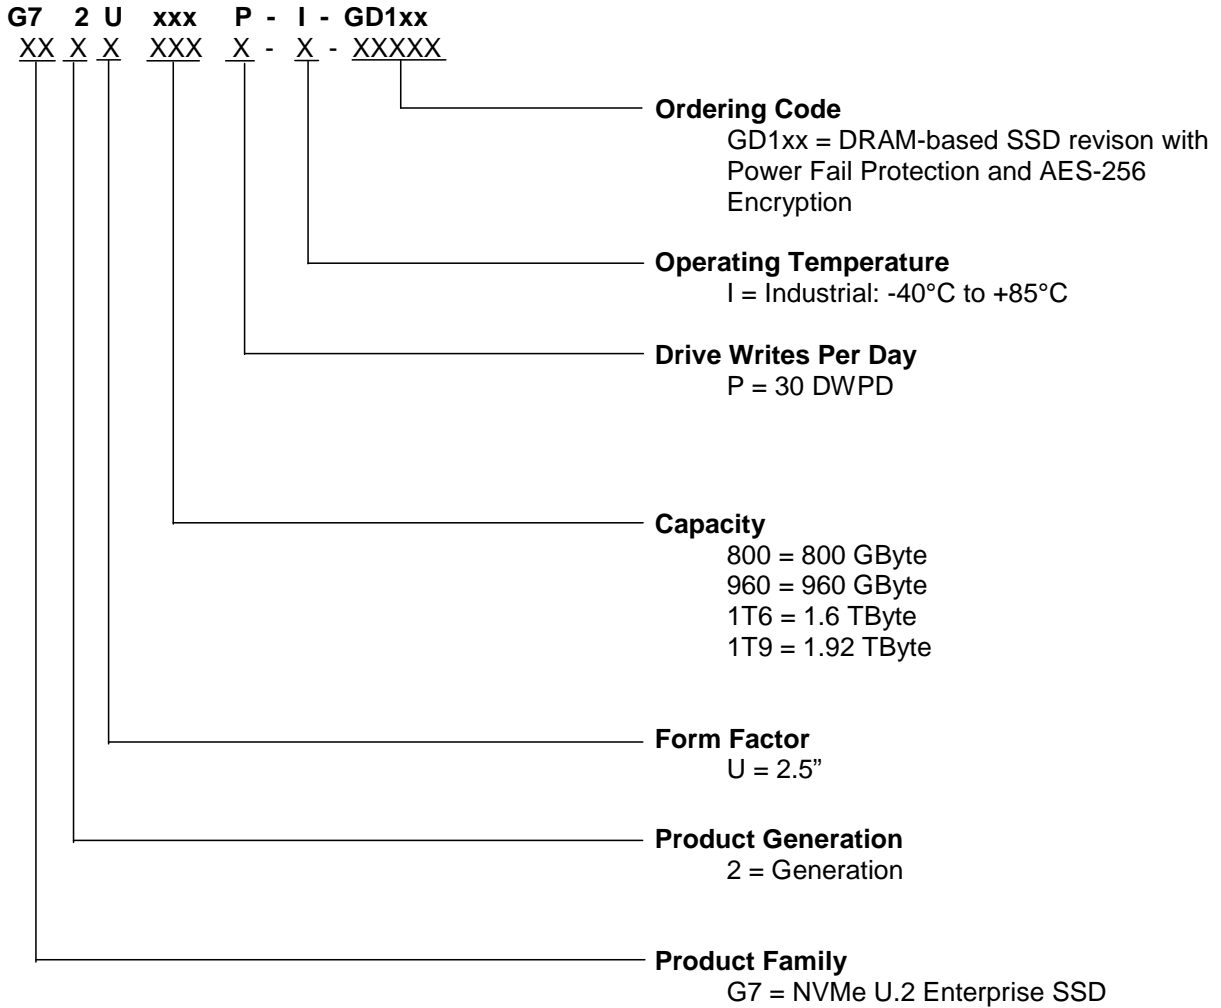 G7 2 U xxx P - I - GD1xx
XX X X XXX X - X - XXXXX
Ordering Code
GD1xx = DRAM-based SSD revison with
Power Fail Protection and AES-256
Encryption
Operating Temperature
I = Industrial: -40°C to +85°C
Drive Writes Per Day
P = 30 DWPD
Capacity
800 = 800 GByte
960 = 960 GByte
1T6 = 1.6 TByte
1T9 = 1.92 TByte
Form Factor
U = 2.5”
Product Generation
2 = Generation
Product Family
G7 = NVMe U.2 Enterprise SSD